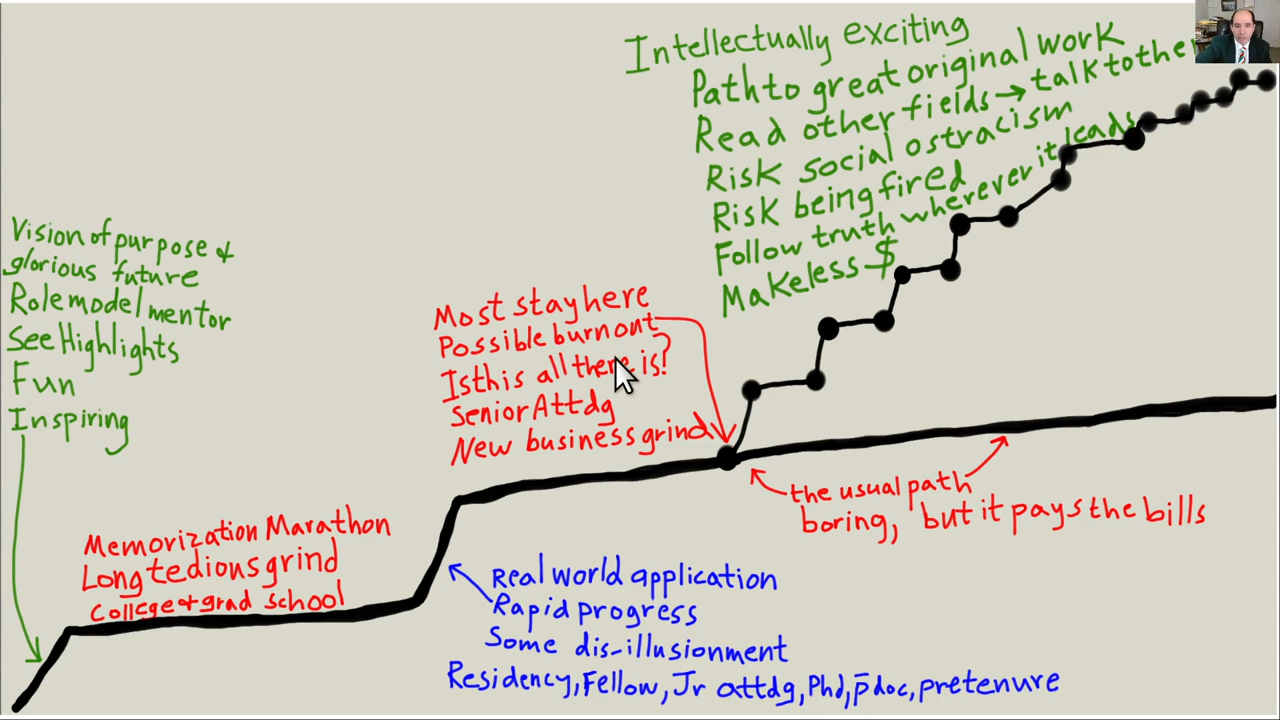 Intellectually exciting
Path to great original work
Read other fields → talk to the
Risk social ostracism
Risk being fired
Follow truth wherever it leads
Make less $
Vision of purpose &
glorious future
Role model mentor
See Highlights
Fun
Inspiring
Most stay here
Possible burnout
Is this all there is?
Senior Attdg
New business grind
the usual path
boring, but it pays the bills
Memorization Marathon
Long tedious grind
College & grad school
Real world application
Rapid progress
Some dis-illusionment
Residency, Fellow, Jr attdg, Phd, p̄doc, pretenure